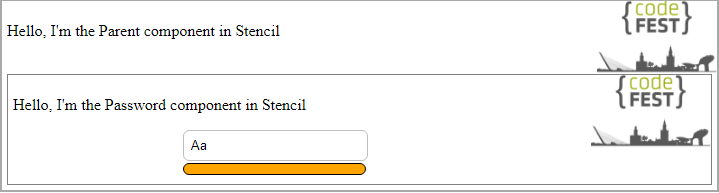 Hello, I'm the Parent component in Stencil
{code
FEST}
Hello, I'm the Password component in Stencil
{code
FEST}
Aa